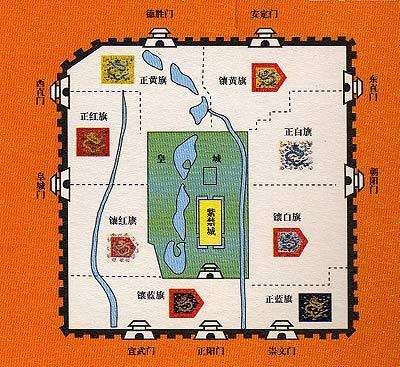 德胜门
安定门
正黄旗
镶黄旗
西直门
东直门
正红旗
正白旗
皇城
阜城门
朝阳门
紫禁城
镶红旗
镶白旗
镶蓝旗
正蓝旗
宣武门
正阳门
崇文门